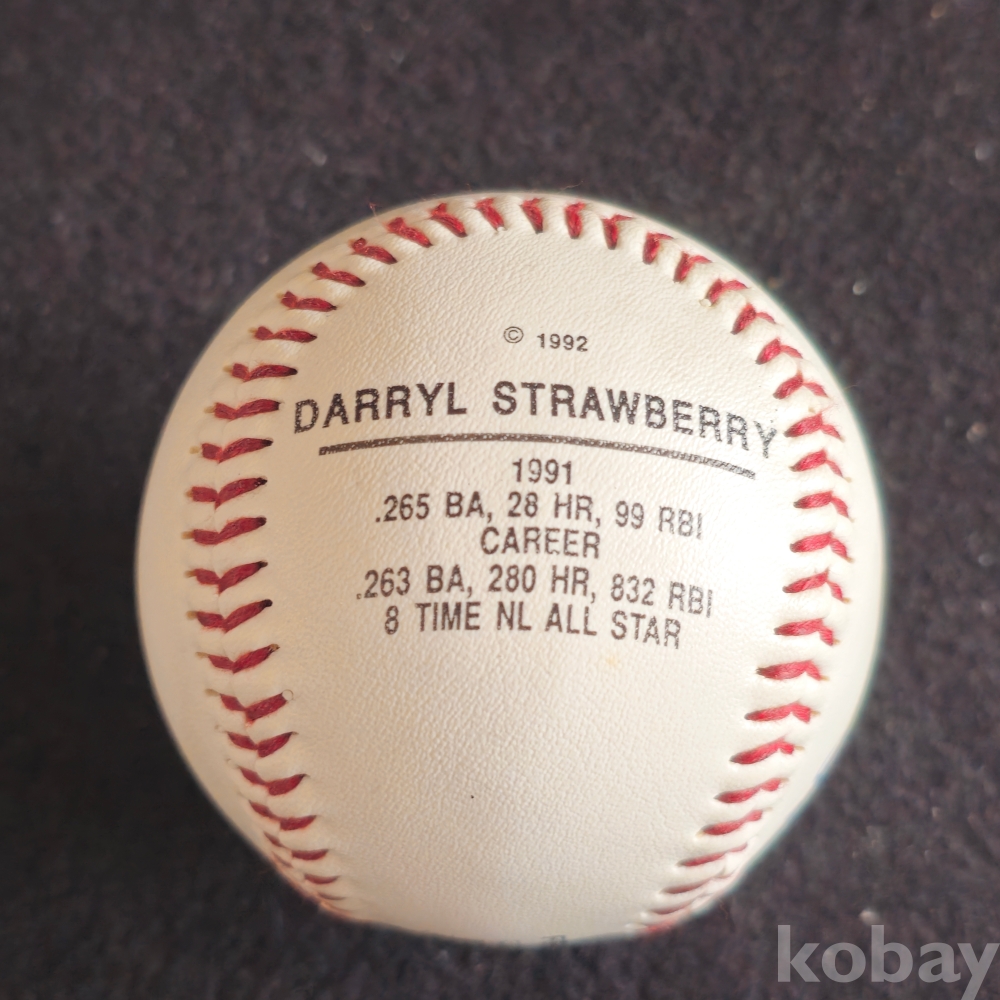 © 1992
DARRYL STRAWBERRY
1991
.265 BA, 28 HR, 99 RBI
CAREER
.263 BA, 280 HR, 832 RBI
8 TIME NL ALL STAR
kobay